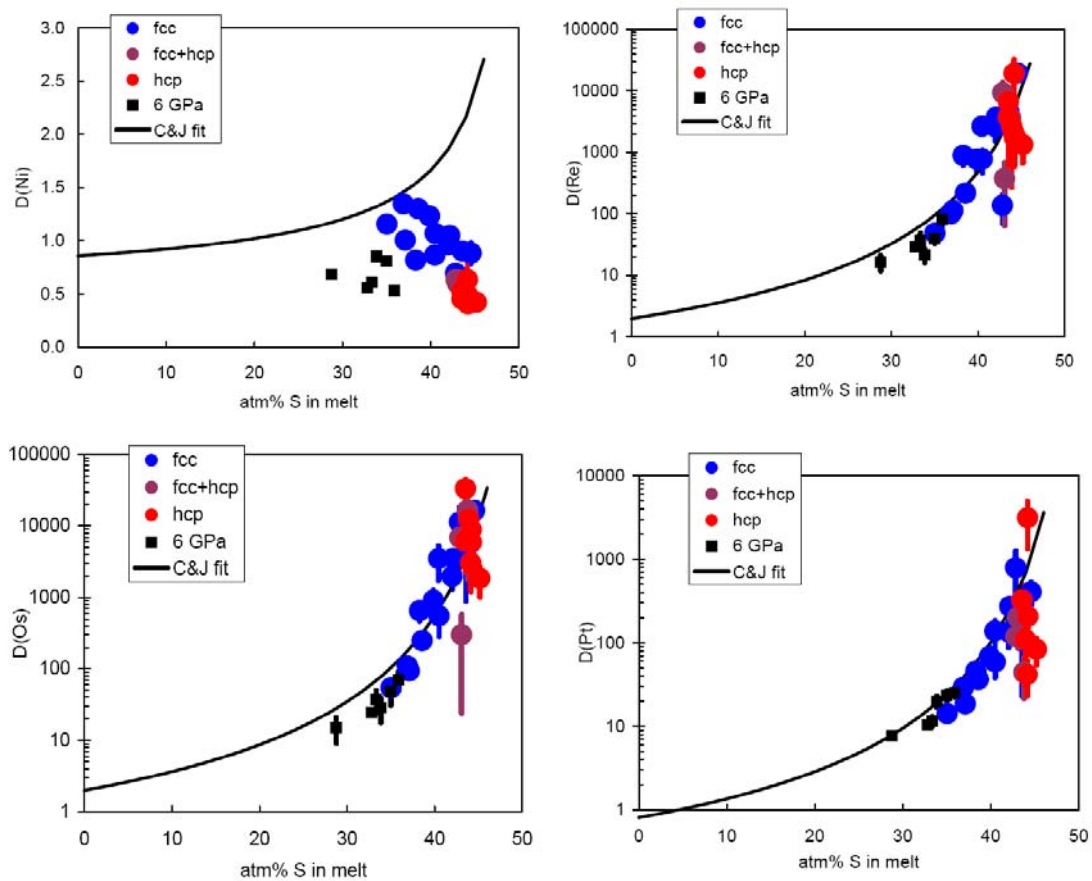 fcc
fcc+hcp
hcp
6 GPa
C&J fit
3.0
2.5
2.0
1.5
1.0
0.5
0.0
D(Ni)
0 10 20 30 40 50
atm% S in melt
fcc
fcc+hcp
hcp
6 GPa
C&J fit
100000
10000
1000
100
10
1
D(Re)
0 10 20 30 40 50
atm% S in melt
fcc
fcc+hcp
hcp
6 GPa
C&J fit
100000
10000
1000
100
10
1
D(Os)
0 10 20 30 40 50
atm% S in melt
fcc
fcc+hcp
hcp
6 GPa
C&J fit
10000
1000
100
10
1
D(Pt)
0 10 20 30 40 50
atm% S in melt